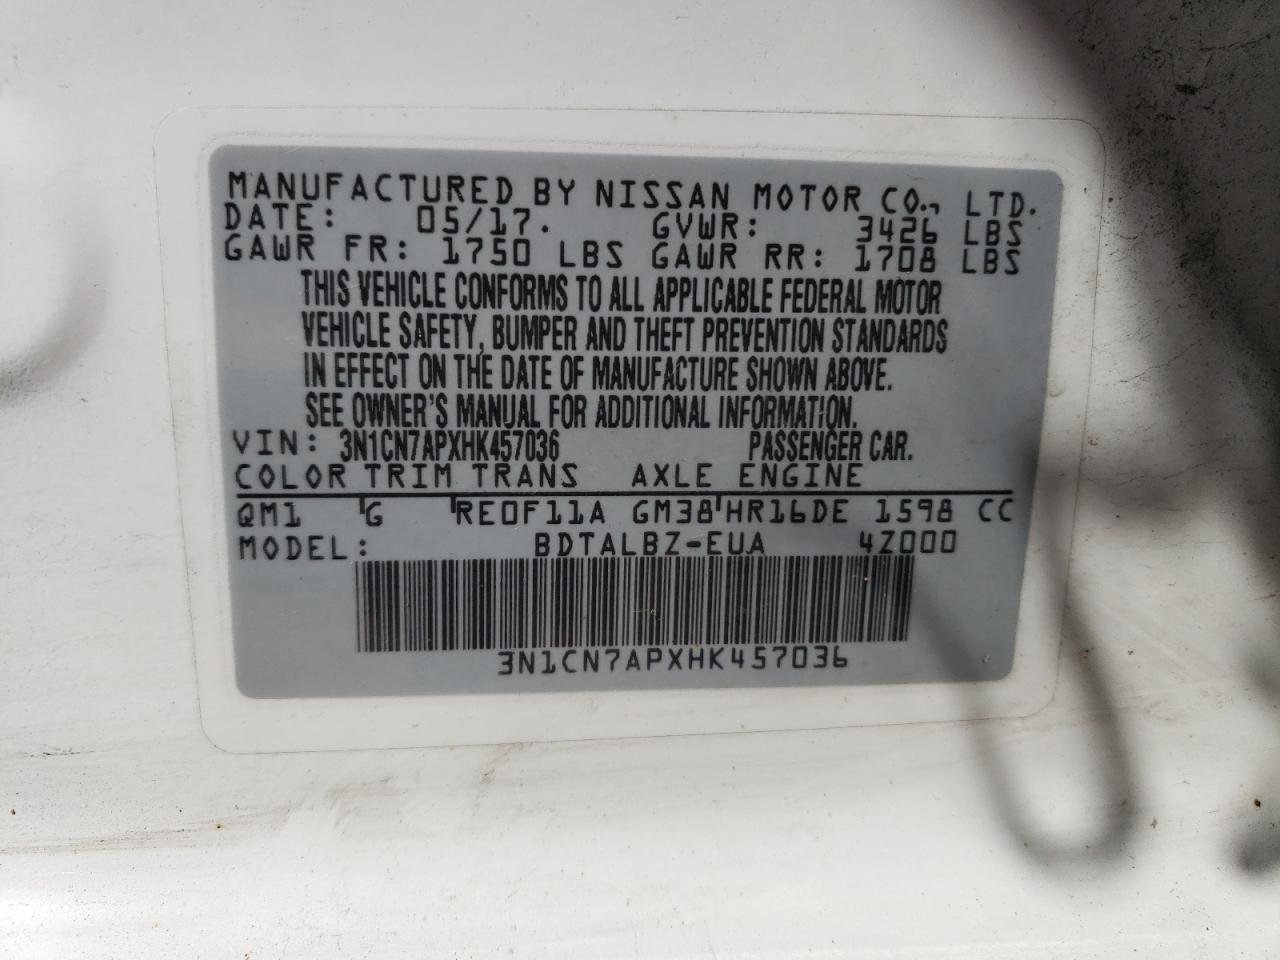 MANUFACTURED BY NISSAN MOTOR CO., LTD.
DATE: 05/17. GVWR: 3426 LBS
GAWR FR: 1750 LBS GAWR RR: 1708 LBS
THIS VEHICLE CONFORMS TO ALL APPLICABLE FEDERAL MOTOR
VEHICLE SAFETY, BUMPER AND THEFT PREVENTION STANDARDS
IN EFFECT ON THE DATE OF MANUFACTURE SHOWN ABOVE.
SEE OWNER'S MANUAL FOR ADDITIONAL INFORMATION.
VIN: 3N1CN7APXHK457036 PASSENGER CAR.
COLOR TRIM TRANS AXLE ENGINE
QM1 G RE0F11A GM38 HR16DE 1598 CC
MODEL: BDTALBZ-EUA 4Z000
3N1CN7APXHK457036